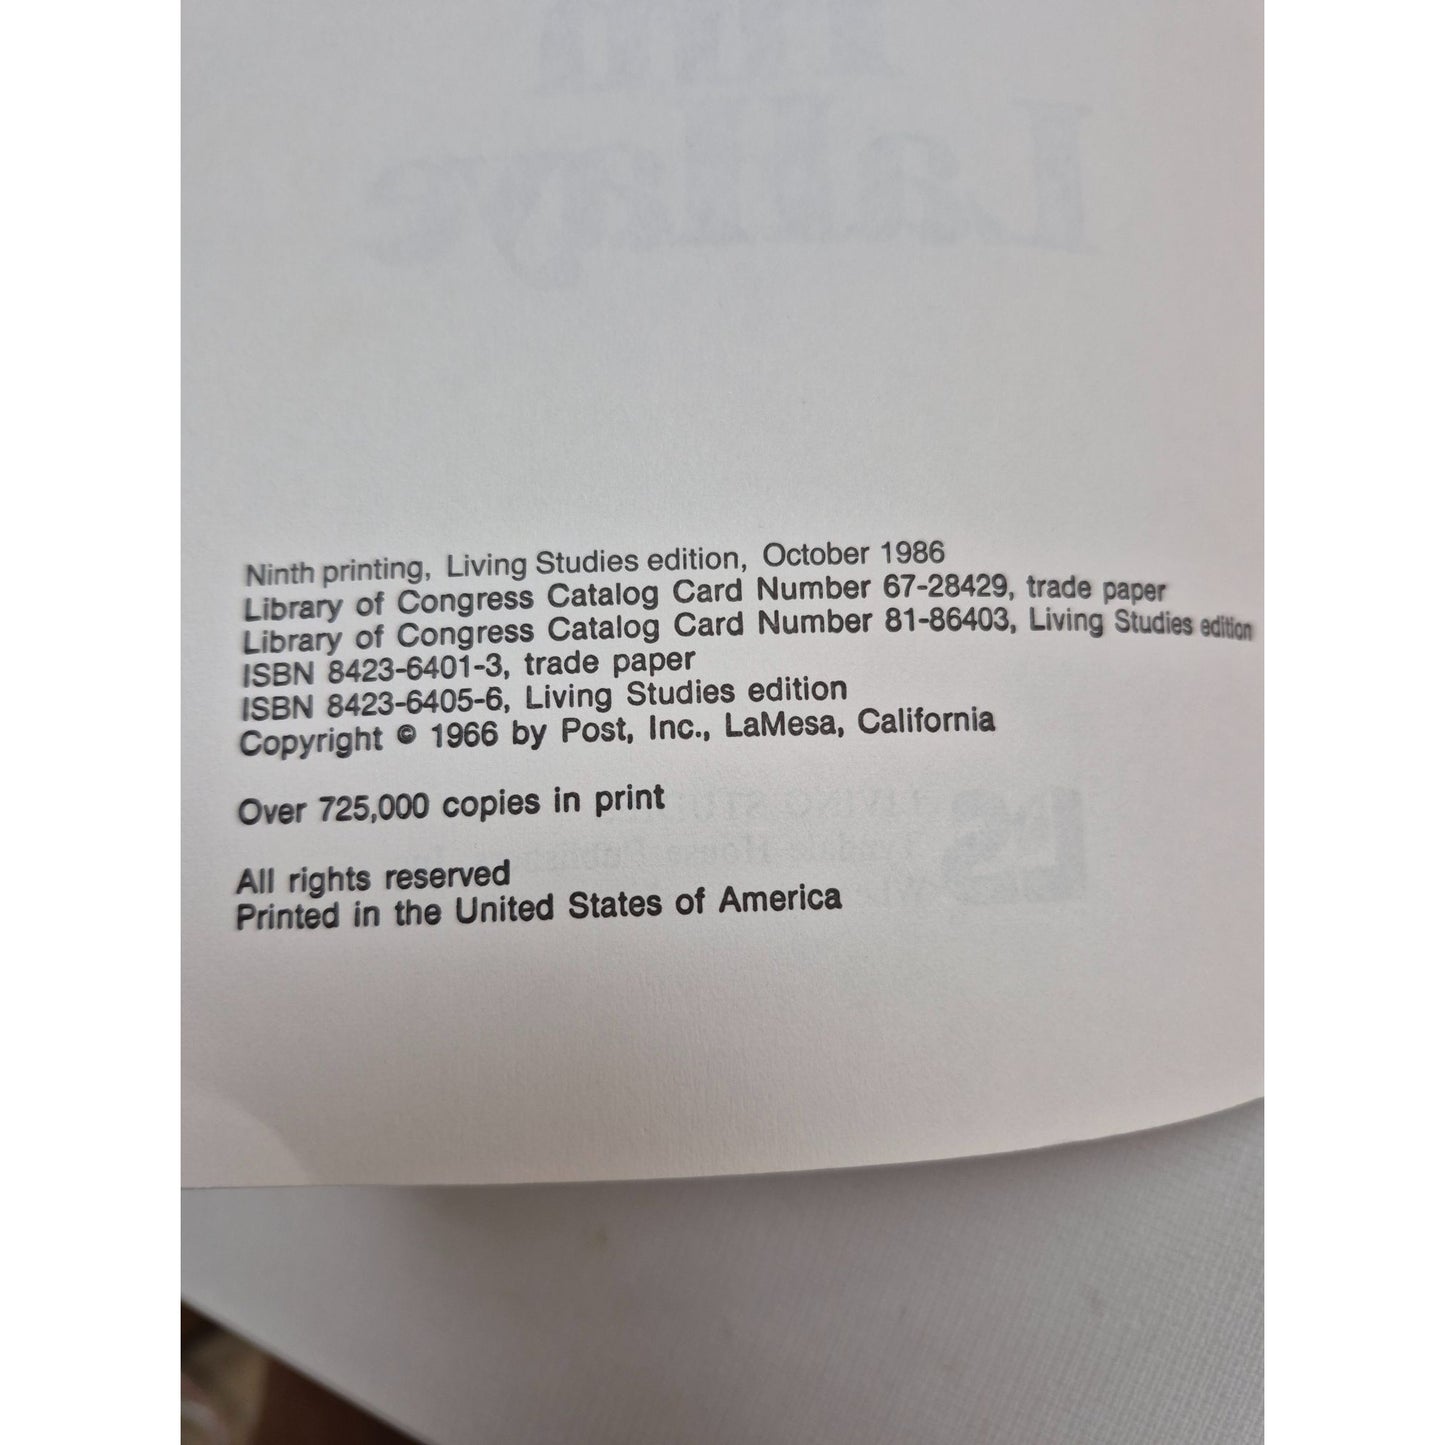 Tim
LaHaye
Ninth printing, Living Studies edition, October 1986
Library of Congress Catalog Card Number 67-28429, trade paper
Library of Congress Catalog Card Number 81-86403, Living Studies edition
ISBN 8423-6401-3, trade paper
ISBN 8423-6405-6, Living Studies edition
Copyright © 1966 by Post, Inc., LaMesa, California
Over 725,000 copies in print
All rights reserved
Printed in the United States of America